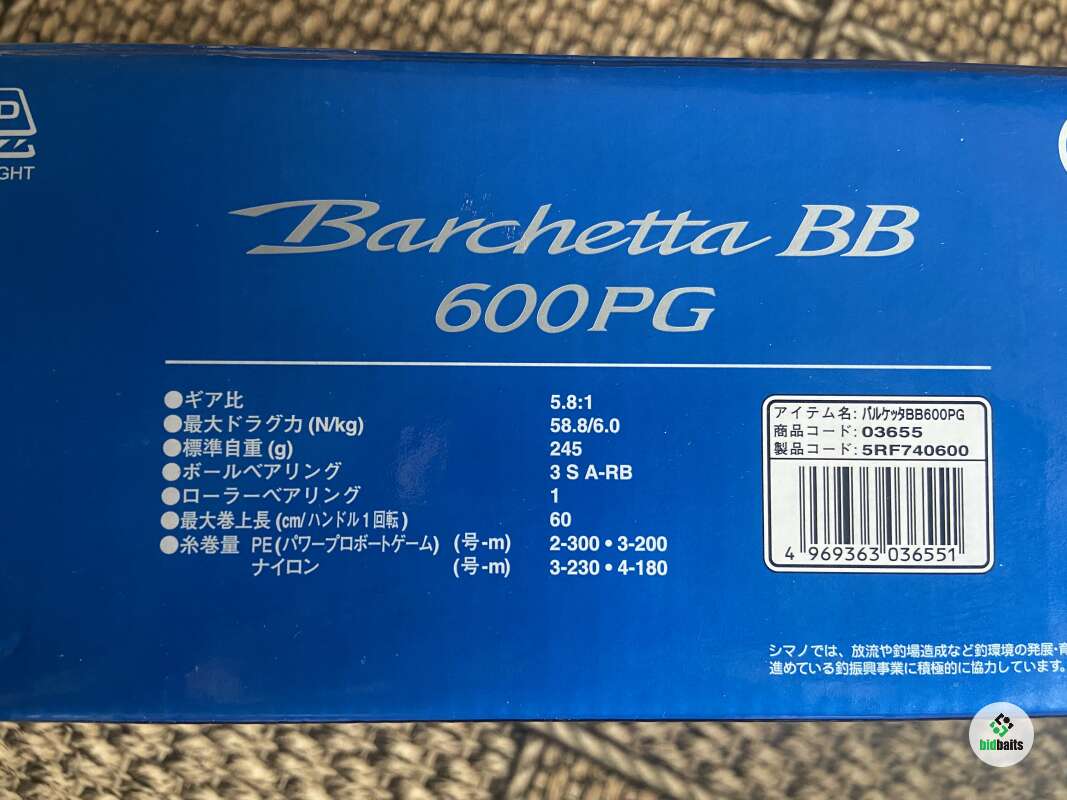 D
GHT
Barchetta BB
600PG
●ギア比 5.8:1
●最大ドラグ力(N/kg) 58.8/6.0
●標準自重(g) 245
●ボールベアリング 3 S A-RB
●ローラーベアリング 1
●最大巻上長(cm/ハンドル1回転) 60
●糸巻量 PE(パワープロボートゲーム) (号-m) 2-300・3-200
ナイロン (号-m) 3-230・4-180
アイテム名: バルケッタBB600PG
商品コード: 03655
製品コード: 5RF740600
4 969363 036551
シマノでは、放流や釣場造成など釣環境の発展・育
進めている釣振興事業に積極的に協力しています。
bidbaits